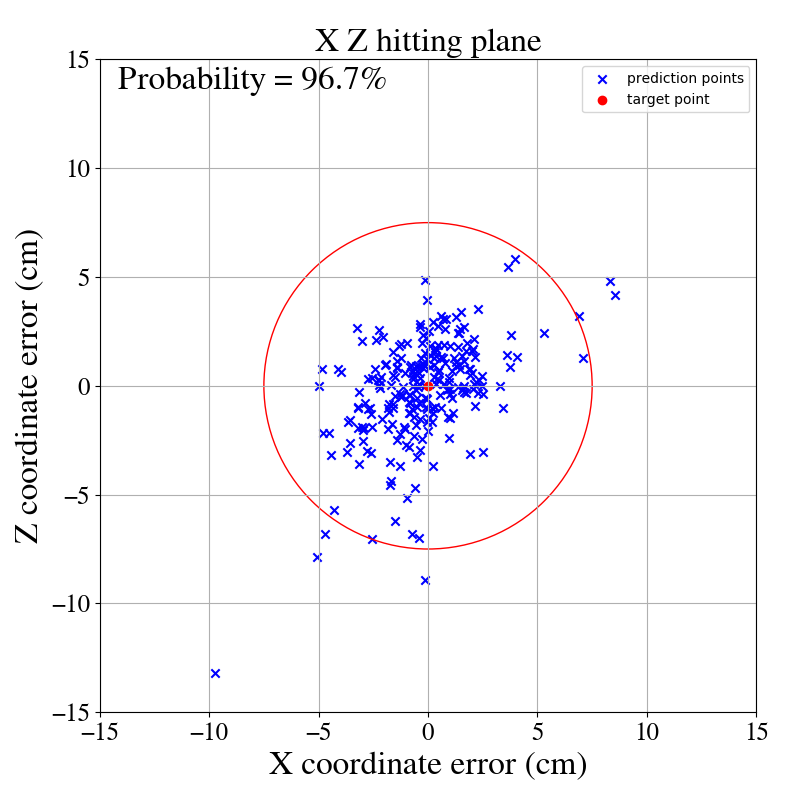 X Z hitting plane
Probability = 96.7%
prediction points
target point
Z coordinate error (cm)
15
10
5
0
−5
−10
−15
−15
−10
−5
0
5
10
15
X coordinate error (cm)